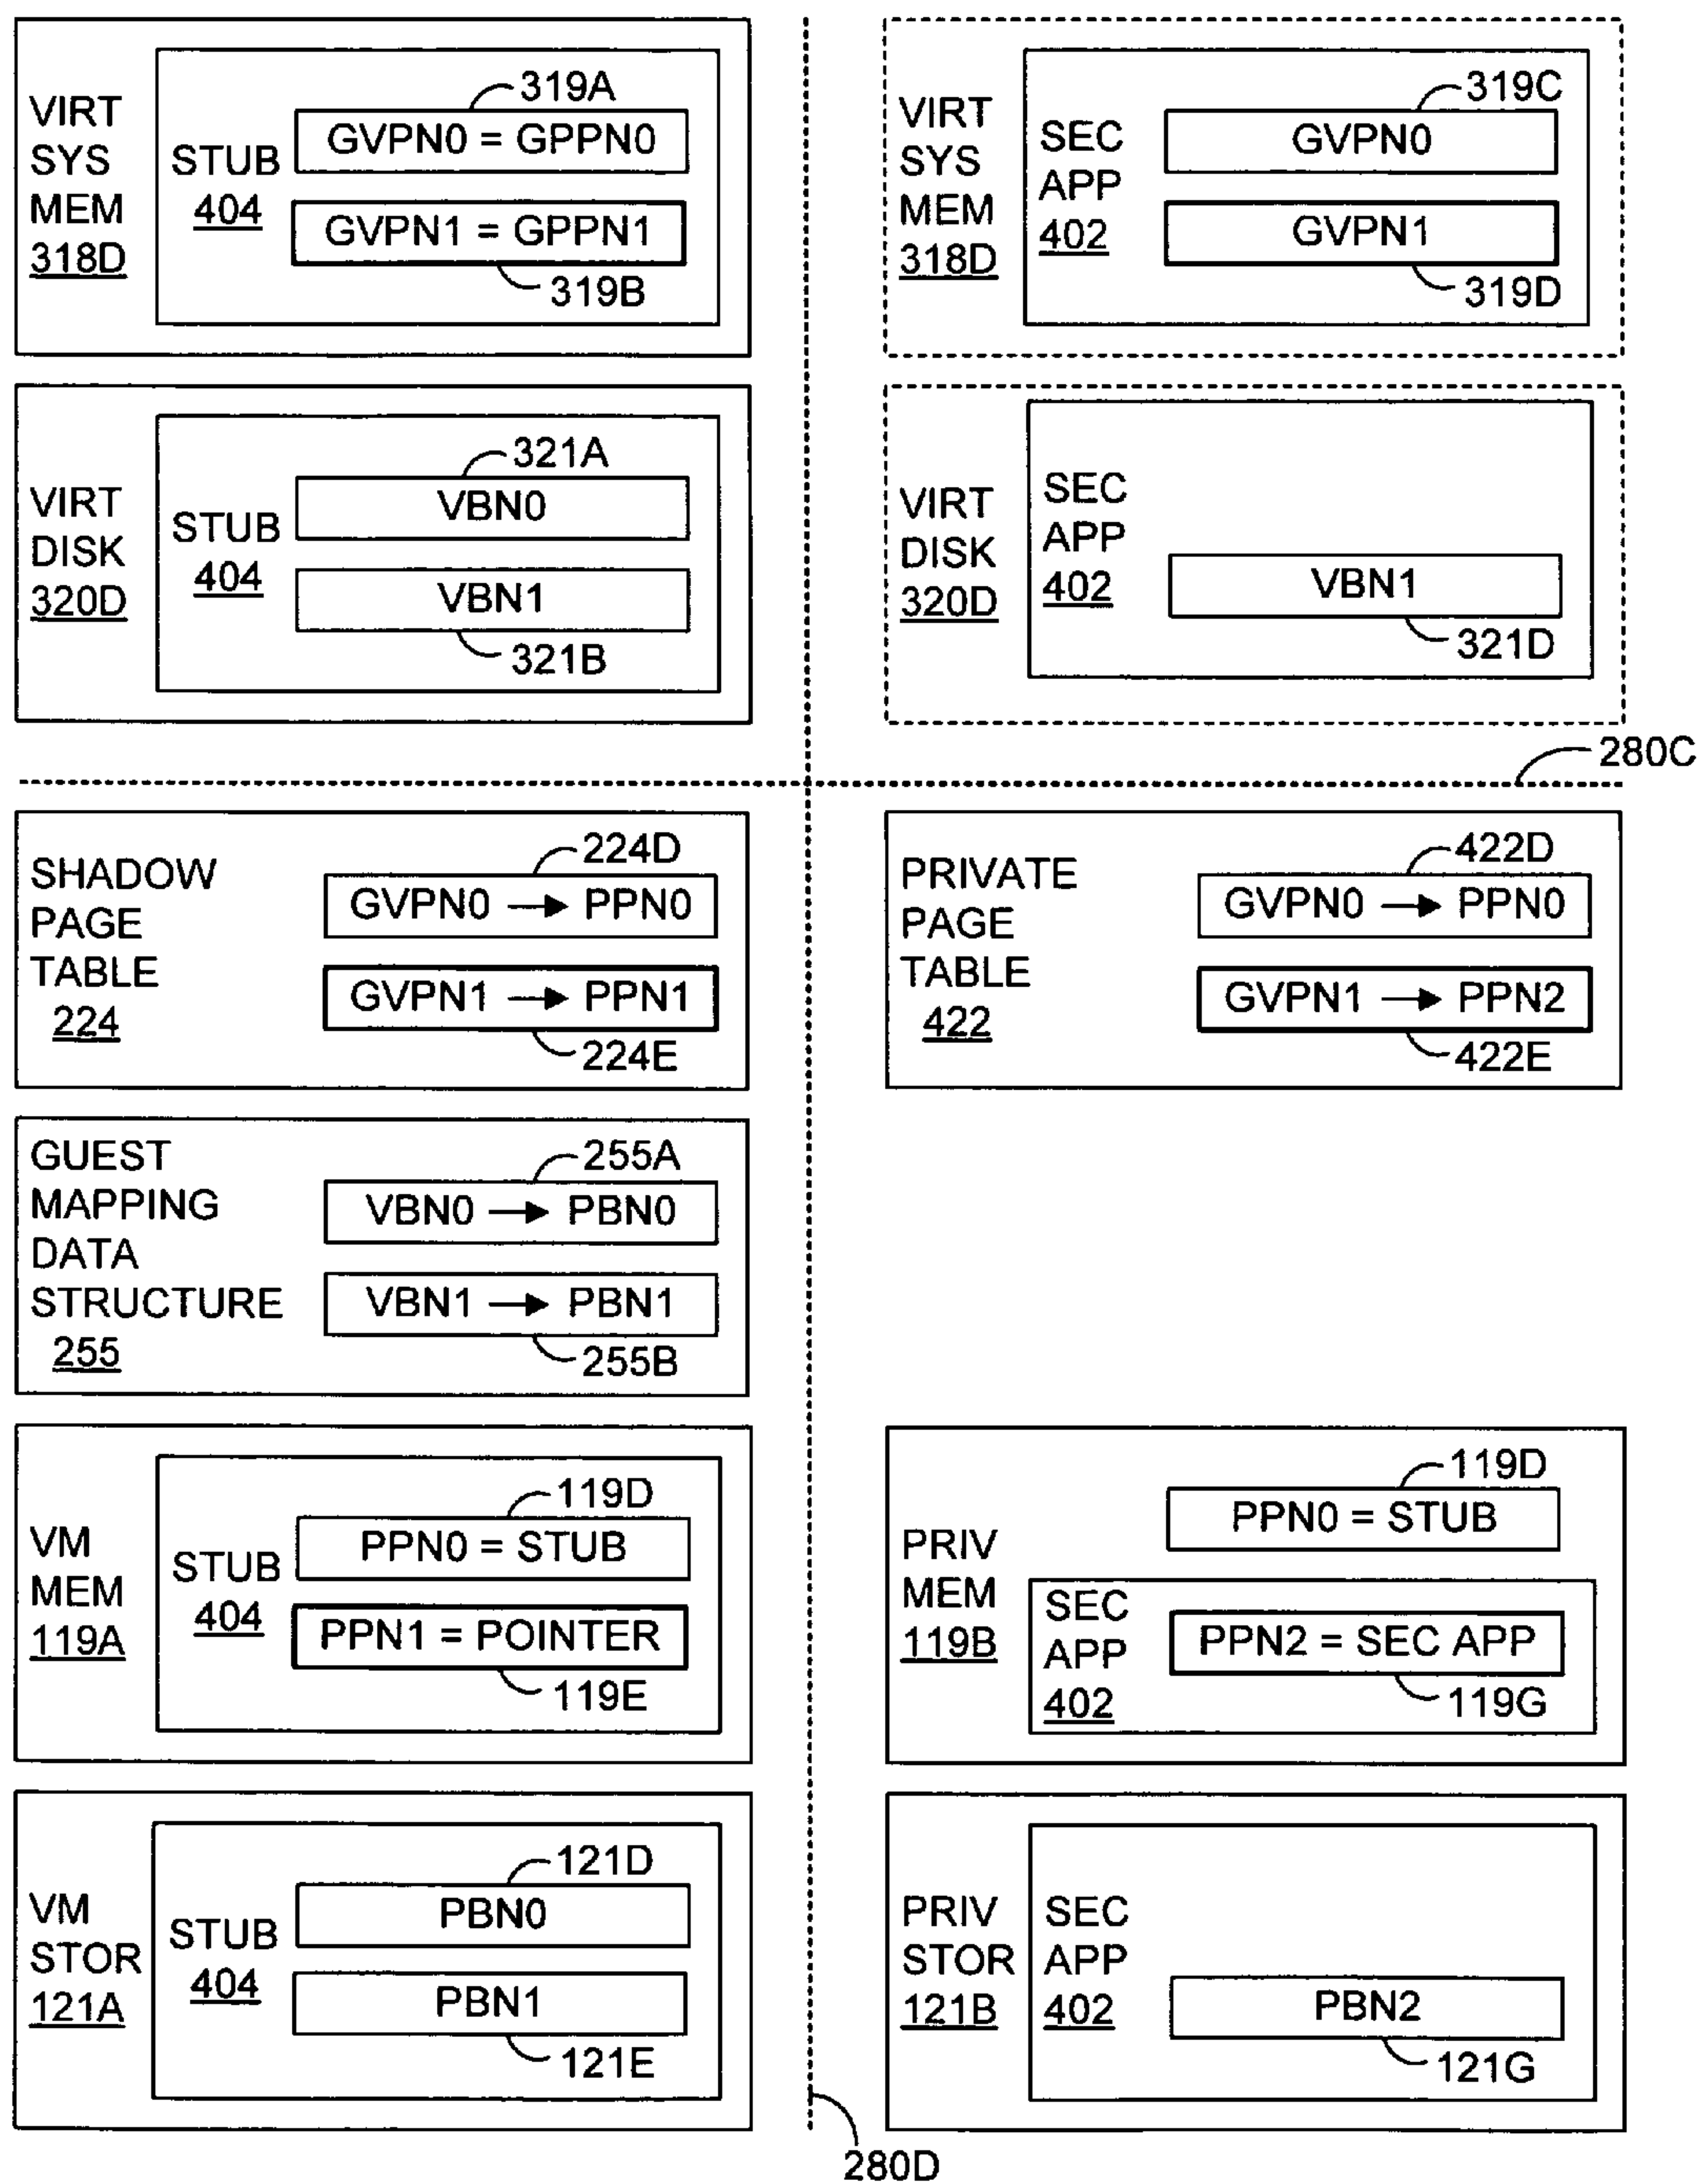 VIRT
SYS
MEM
318D
STUB
404
319A
GVPN0 = GPPN0
GVPN1 = GPPN1
319B
VIRT
SYS
MEM
318D
SEC
APP
402
319C
GVPN0
GVPN1
319D
VIRT
DISK
320D
STUB
404
321A
VBN0
VBN1
321B
VIRT
DISK
320D
SEC
APP
402
VBN1
321D
280C
SHADOW
PAGE
TABLE
224
224D
GVPN0 → PPN0
GVPN1 → PPN1
224E
PRIVATE
PAGE
TABLE
422
422D
GVPN0 → PPN0
GVPN1 → PPN2
422E
GUEST
MAPPING
DATA
STRUCTURE
255
255A
VBN0 → PBN0
VBN1 → PBN1
255B
VM
MEM
119A
STUB
404
119D
PPN0 = STUB
PPN1 = POINTER
119E
PRIV
MEM
119B
119D
PPN0 = STUB
SEC
APP
402
PPN2 = SEC APP
119G
VM
STOR
121A
STUB
404
121D
PBN0
PBN1
121E
PRIV
STOR
121B
SEC
APP
402
PBN2
121G
280D